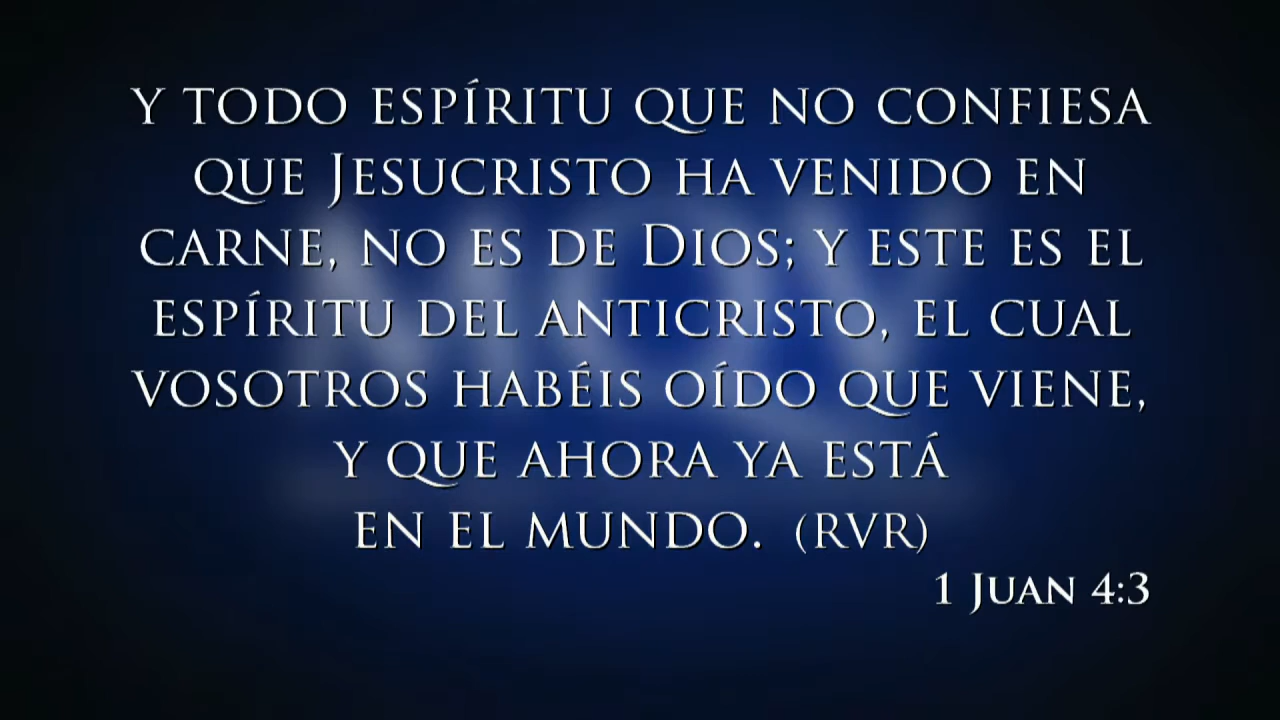 Y TODO ESPÍRITU QUE NO CONFIESA
QUE JESUCRISTO HA VENIDO EN
CARNE, NO ES DE DIOS; Y ESTE ES EL
ESPÍRITU DEL ANTICRISTO, EL CUAL
VOSOTROS HABÉIS OÍDO QUE VIENE,
Y QUE AHORA YA ESTÁ
EN EL MUNDO. (RVR)
1 JUAN 4:3